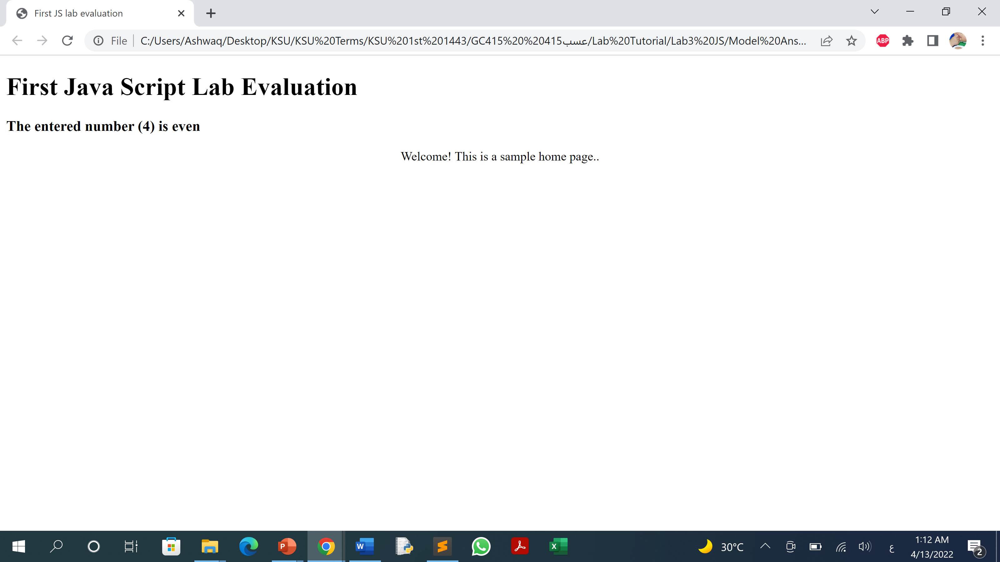 First JS lab evaluation
File C:/Users/Ashwaq/Desktop/KSU/KSU%20Terms/KSU%201st%201443/GC415%20%20415عسب/Lab%20Tutorial/Lab3%20JS/Model%20Ans...
ABP
First Java Script Lab Evaluation
The entered number (4) is even
Welcome! This is a sample home page..
P
W
X
30°C
ع
1:12 AM
4/13/2022
2